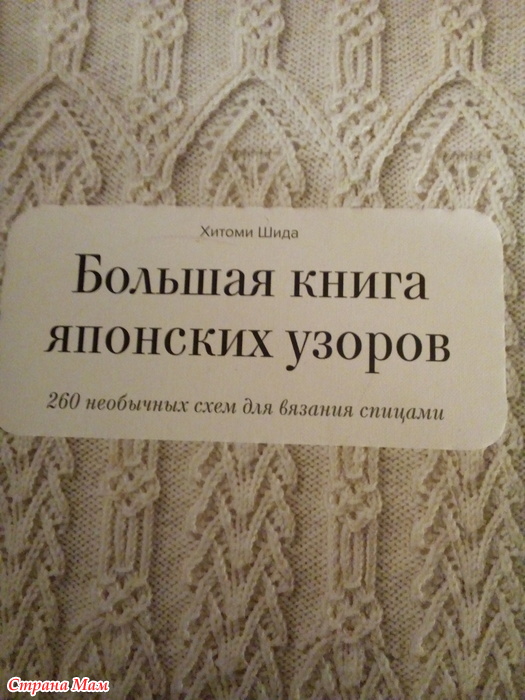 Хитоми Шида
Большая книга
японских узоров
260 необычных схем для вязания спицами
Страна Мам